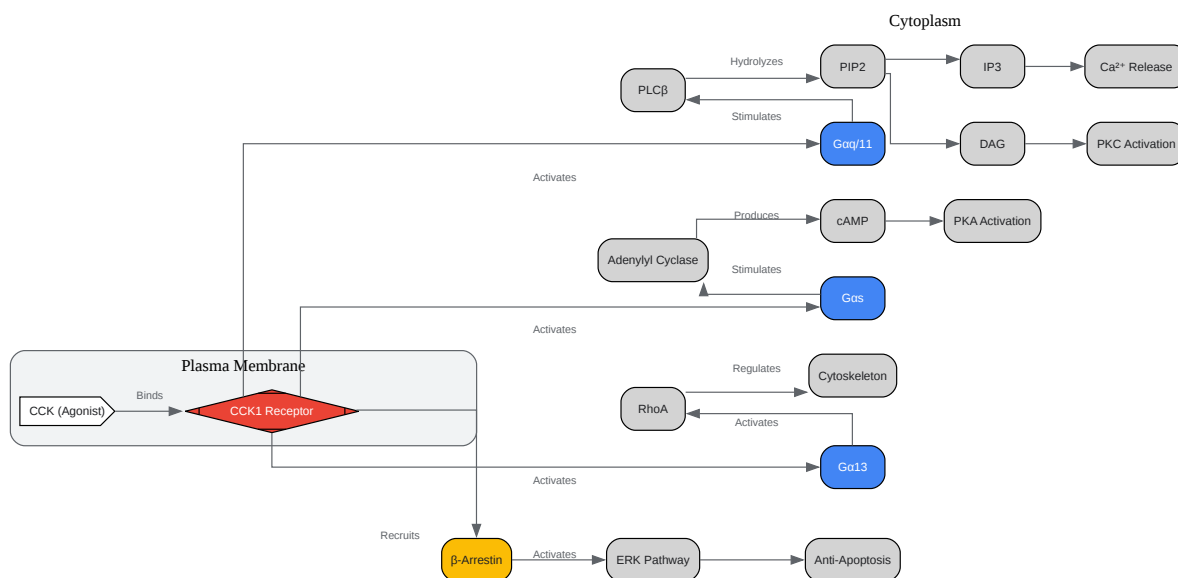 Cytoplasm
Hydrolyzes
PIP2
IP3
Ca²⁺ Release
PLCβ
Stimulates
Gαq/11
DAG
PKC Activation
Activates
Produces
cAMP
PKA Activation
Adenylyl Cyclase
Stimulates
Gαs
Activates
Plasma Membrane
Binds
CCK (Agonist)
CCK1 Receptor
Regulates
Cytoskeleton
RhoA
Activates
Gα13
Activates
Recruits
β-Arrestin
Activates
ERK Pathway
Anti-Apoptosis